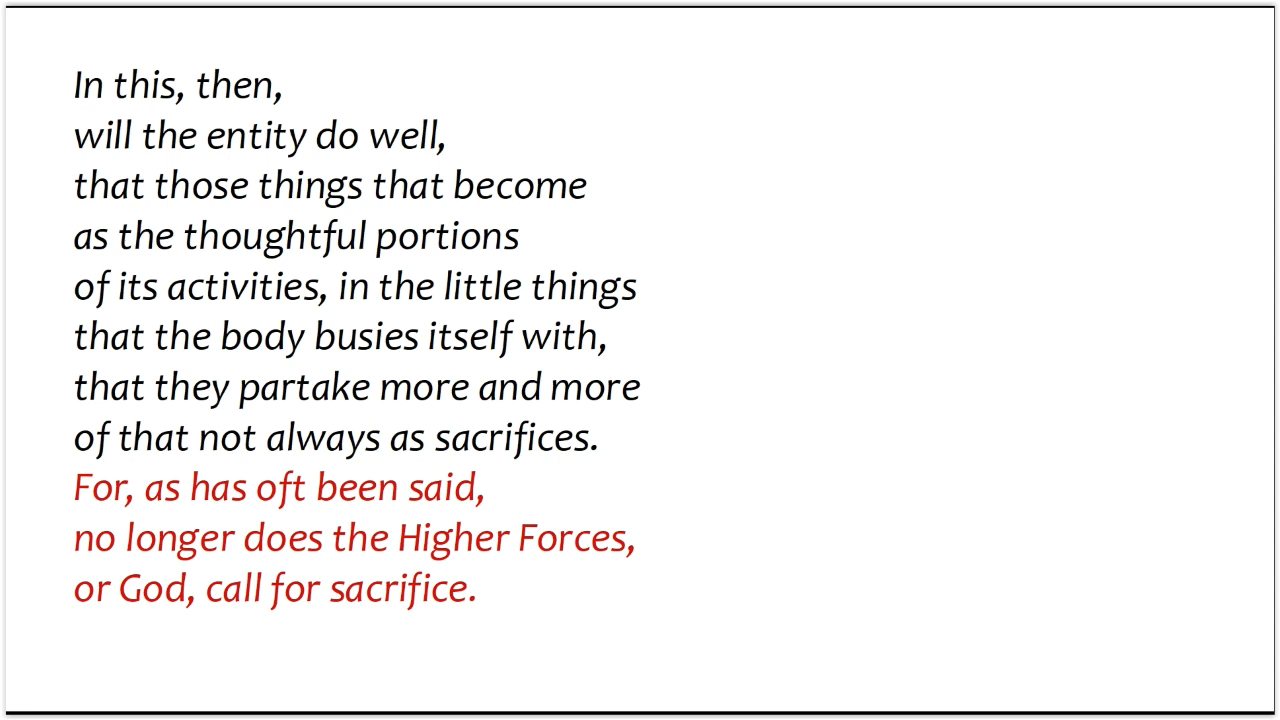 In this, then,
will the entity do well,
that those things that become
as the thoughtful portions
of its activities, in the little things
that the body busies itself with,
that they partake more and more
of that not always as sacrifices.
For, as has oft been said,
no longer does the Higher Forces,
or God, call for sacrifice.